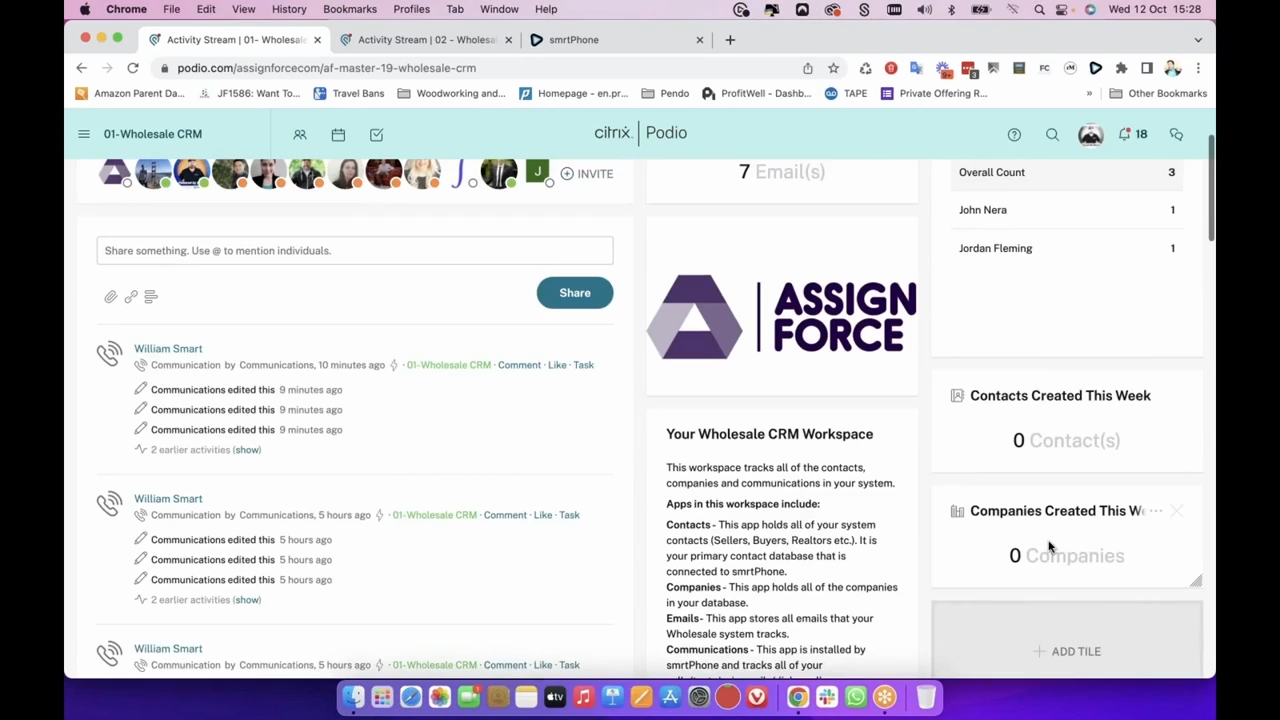 Chrome File Edit View History Bookmarks Profiles Tab Window Help Wed 12 Oct 15:28
Activity Stream | 01- Wholesale Activity Stream | 02 - Wholesal smrtPhone
podio.com/assignforcecom/af-master-19-wholesale-crm
Amazon Parent Da... JF1586: Want To... Travel Bans Woodworking and... Homepage - en.pr... Pendo ProfitWell - Dashb... TAPE Private Offering R... » Other Bookmarks
01-Wholesale CRM citrix | Podio 18
INVITE
Share something. Use @ to mention individuals.
Share
William Smart
Communication by Communications, 10 minutes ago · 01-Wholesale CRM · Comment · Like · Task
Communications edited this 9 minutes ago
Communications edited this 9 minutes ago
Communications edited this 9 minutes ago
2 earlier activities (show)
William Smart
Communication by Communications, 5 hours ago · 01-Wholesale CRM · Comment · Like · Task
Communications edited this 5 hours ago
Communications edited this 5 hours ago
Communications edited this 5 hours ago
2 earlier activities (show)
William Smart
Communication by Communications, 5 hours ago · 01-Wholesale CRM · Comment · Like · Task
7 Email(s)
ASSIGN
FORCE
Your Wholesale CRM Workspace
This workspace tracks all of the contacts,
companies and communications in your system.
Apps in this workspace include:
Contacts - This app holds all of your system
contacts (Sellers, Buyers, Realtors etc.). It is
your primary contact database that is
connected to smrtPhone.
Companies - This app holds all of the companies
in your database.
Emails- This app stores all emails that your
Wholesale system tracks.
Communications - This app is installed by
smrtPhone and tracks all of your
Overall Count 3
John Nera 1
Jordan Fleming 1
Contacts Created This Week
0 Contact(s)
Companies Created This W
0 Companies
+ ADD TILE